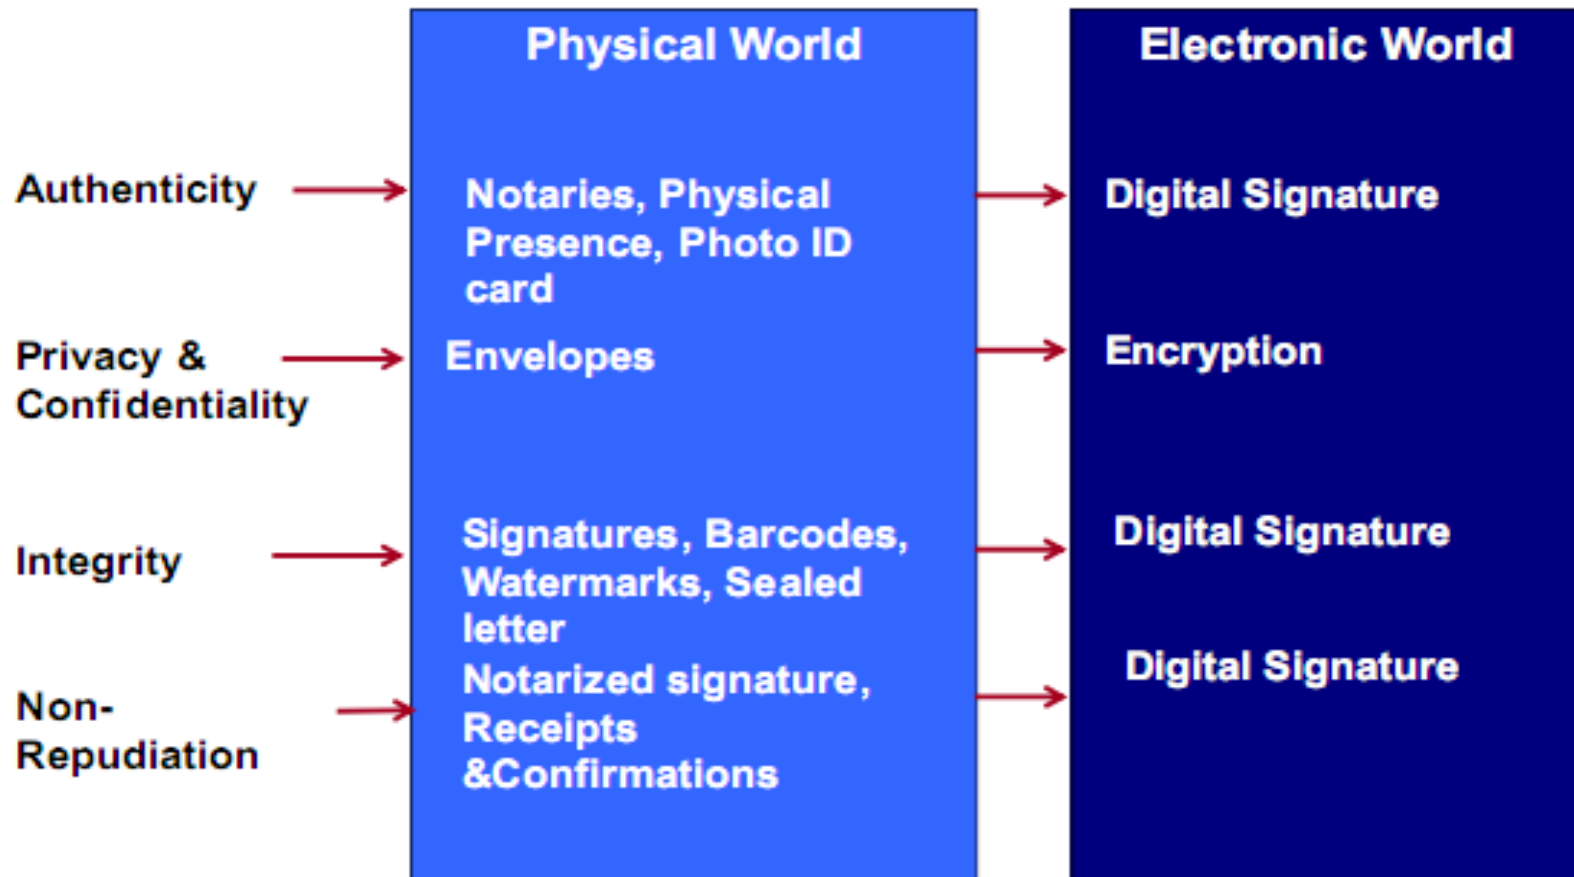 Physical World
Electronic World
Authenticity
Notaries, Physical
Presence, Photo ID
card
Digital Signature
Privacy &
Confidentiality
Envelopes
Encryption
Integrity
Signatures, Barcodes,
Watermarks, Sealed
letter
Digital Signature
Non-
Repudiation
Notarized signature,
Receipts
&Confirmations
Digital Signature